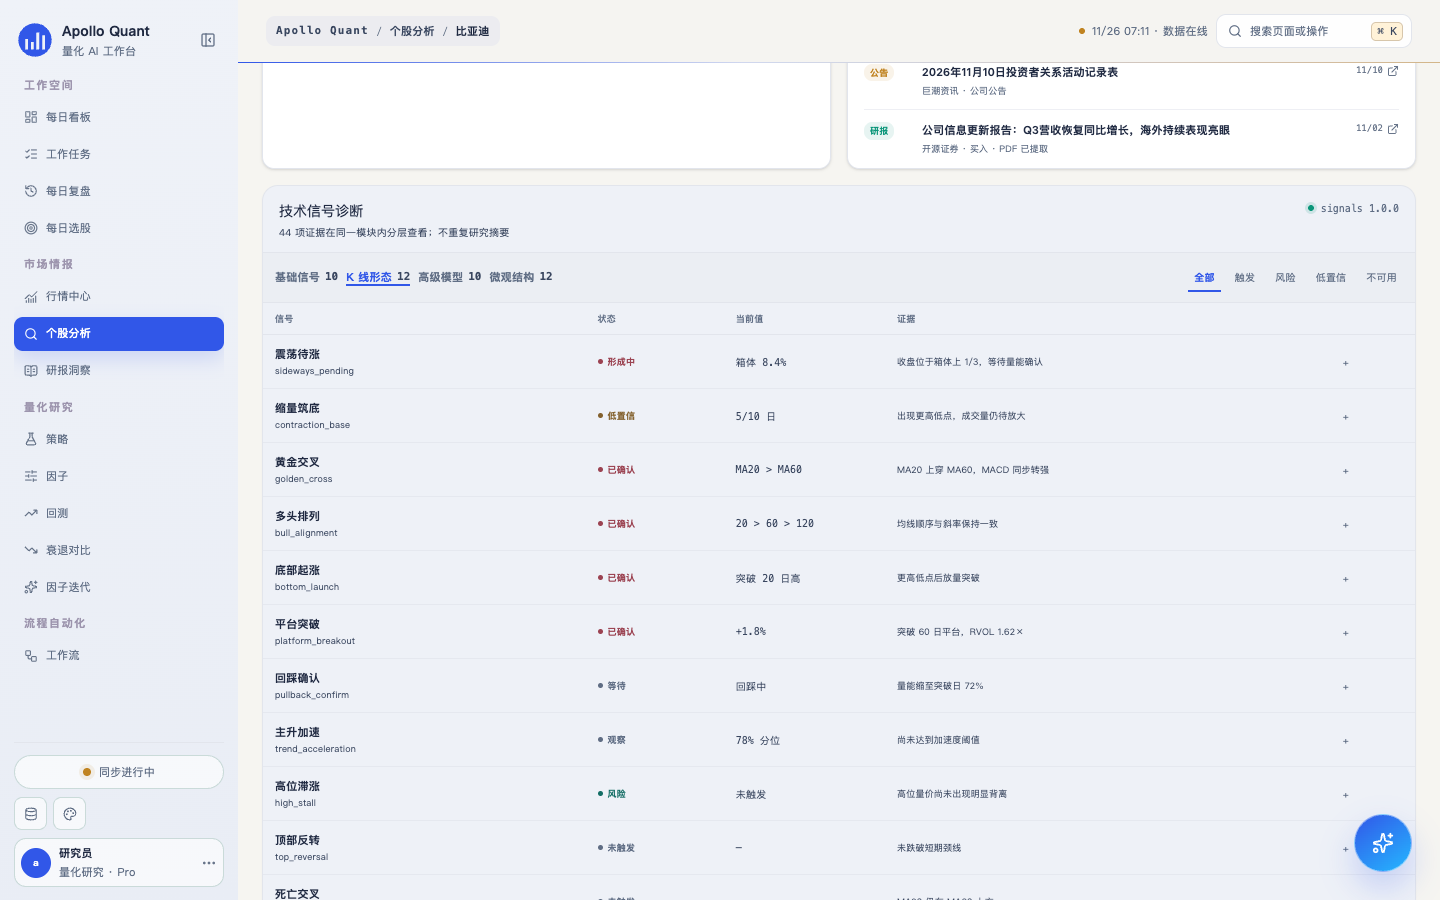 Apollo Quant
量化 AI 工作台
工作空间
每日看板
工作任务
每日复盘
每日选股
市场情报
行情中心
个股分析
研报洞察
量化研究
策略
因子
回测
衰退对比
因子迭代
流程自动化
工作流
同步进行中
a
研究员
量化研究 · Pro
Apollo Quant / 个股分析 / 比亚迪
11/26 07:11 · 数据在线
搜索页面或操作
⌘ K
公告
2026年11月10日投资者关系活动记录表
11/10
巨潮资讯 · 公司公告
研报
公司信息更新报告：Q3营收恢复同比增长，海外持续表现亮眼
11/02
开源证券 · 买入 · PDF 已提取
技术信号诊断
signals 1.0.0
44 项证据在同一模块内分层查看；不重复研究摘要
基础信号 10 K 线形态 12 高级模型 10 微观结构 12
全部 触发 风险 低置信 不可用
信号 状态 当前值 证据
震荡待涨
sideways_pending
形成中
箱体 8.4%
收盘位于箱体上 1/3，等待量能确认
+
缩量筑底
contraction_base
低置信
5/10 日
出现更高低点，成交量仍待放大
+
黄金交叉
golden_cross
已确认
MA20 > MA60
MA20 上穿 MA60，MACD 同步转强
+
多头排列
bull_alignment
已确认
20 > 60 > 120
均线顺序与斜率保持一致
+
底部起涨
bottom_launch
已确认
突破 20 日高
更高低点后放量突破
+
平台突破
platform_breakout
已确认
+1.8%
突破 60 日平台，RVOL 1.62×
+
回踩确认
pullback_confirm
等待
回踩中
量能缩至突破日 72%
+
主升加速
trend_acceleration
观察
78% 分位
尚未达到加速度阈值
+
高位滞涨
high_stall
风险
未触发
高位量价尚未出现明显背离
+
顶部反转
top_reversal
未触发
—
未跌破短期颈线
+
死亡交叉